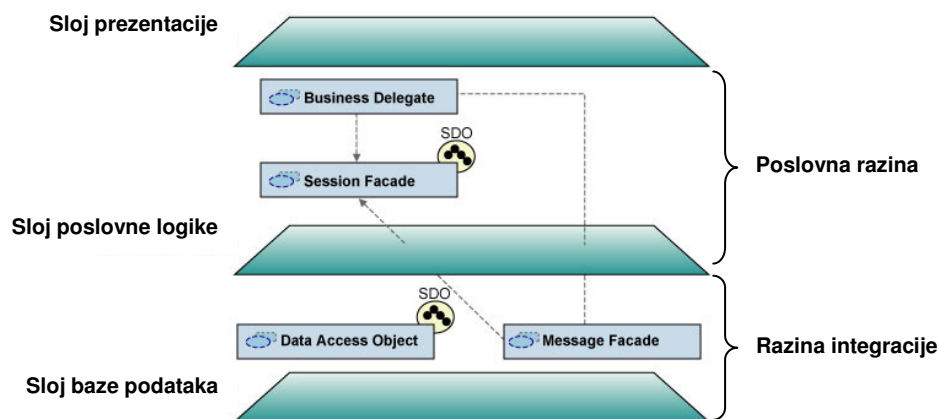 Sloj prezentacije
Business Delegate
SDO
Session Facade
Poslovna razina
Sloj poslovne logike
SDO
Data Access Object
Message Facade
Razina integracije
Sloj baze podataka